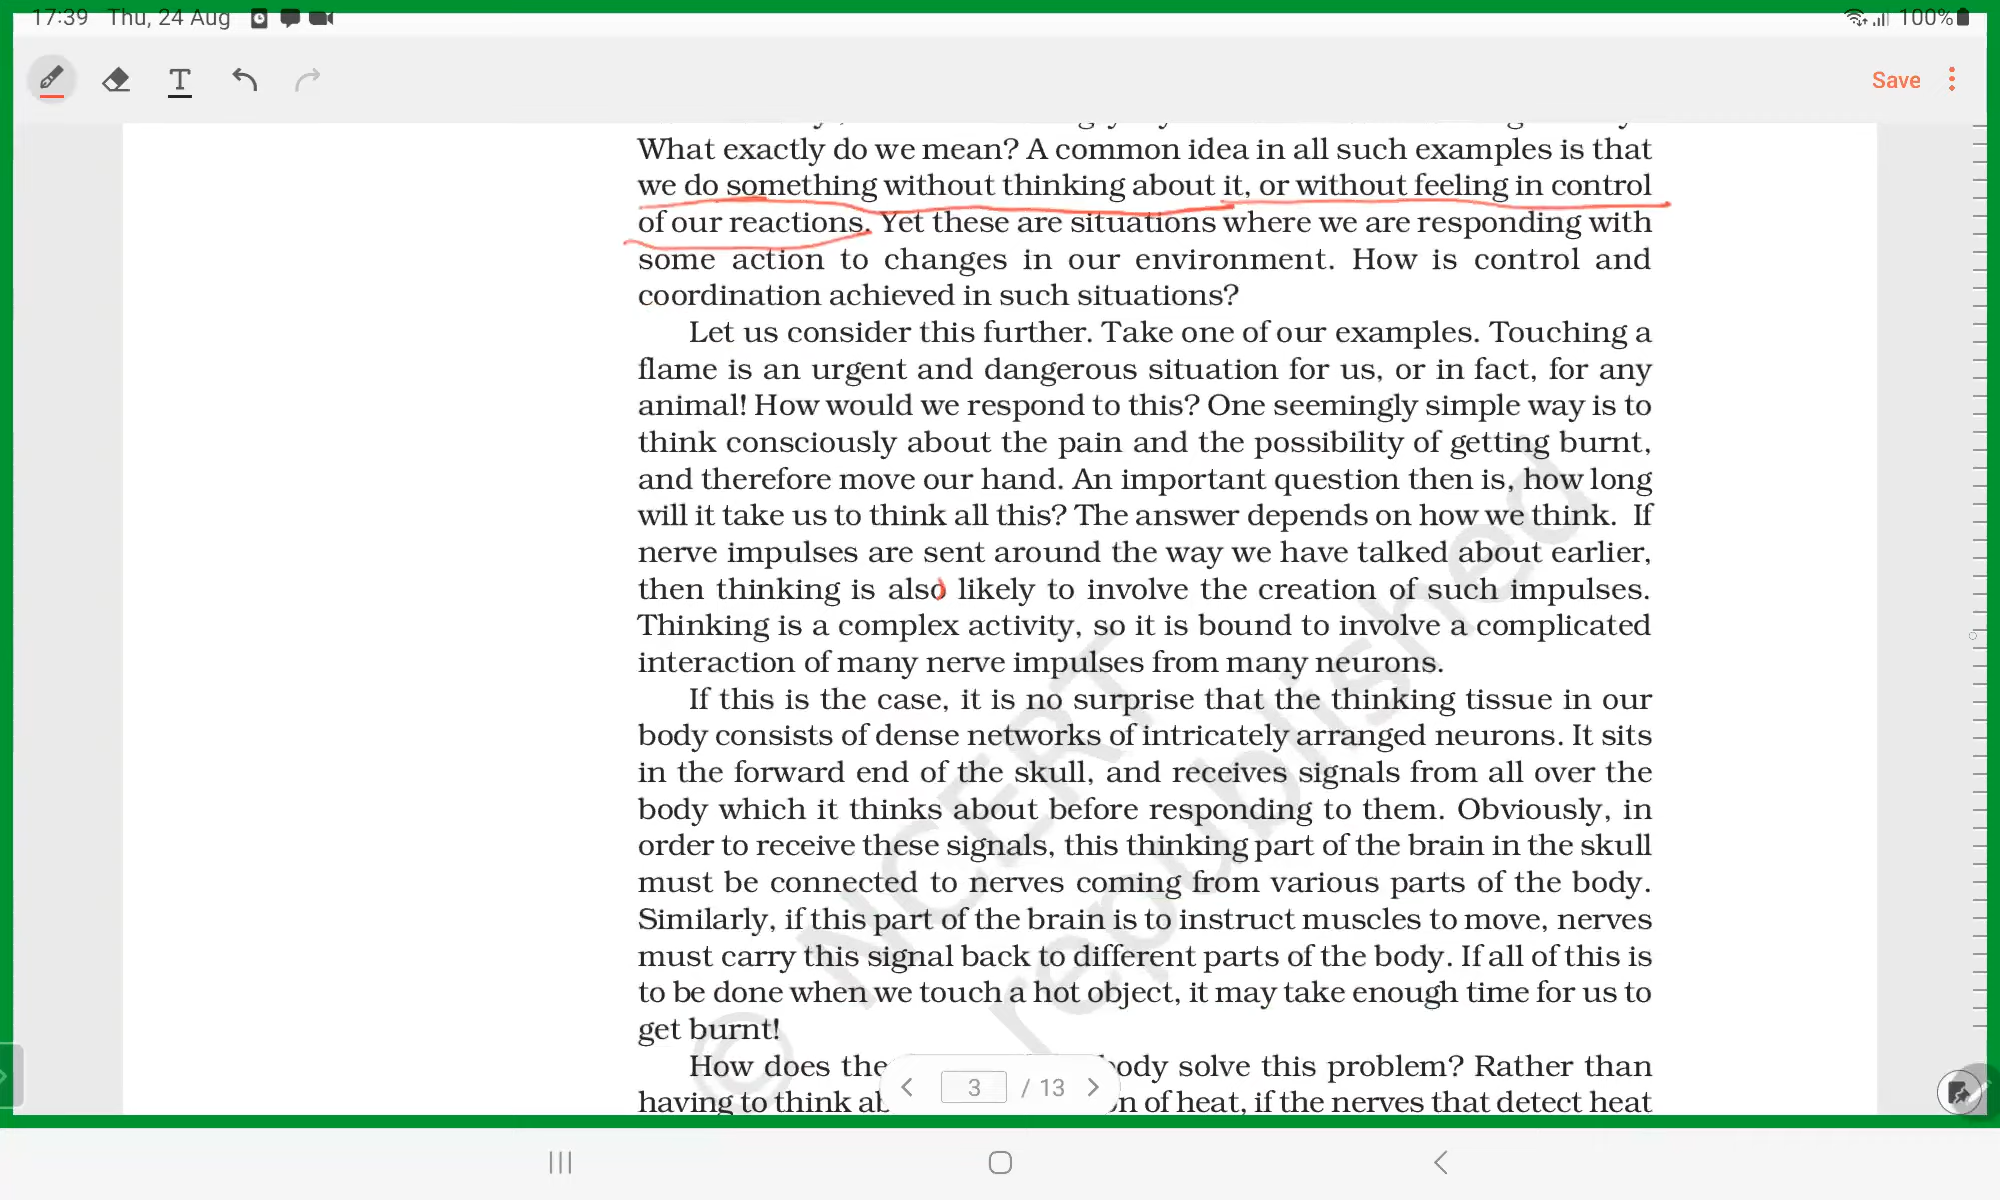 17:39 Thu, 24 Aug
100%
T
Save
What exactly do we mean? A common idea in all such examples is that
we do something without thinking about it, or without feeling in control
of our reactions. Yet these are situations where we are responding with
some action to changes in our environment. How is control and
coordination achieved in such situations?
Let us consider this further. Take one of our examples. Touching a
flame is an urgent and dangerous situation for us, or in fact, for any
animal! How would we respond to this? One seemingly simple way is to
think consciously about the pain and the possibility of getting burnt,
and therefore move our hand. An important question then is, how long
will it take us to think all this? The answer depends on how we think. If
nerve impulses are sent around the way we have talked about earlier,
then thinking is also likely to involve the creation of such impulses.
Thinking is a complex activity, so it is bound to involve a complicated
interaction of many nerve impulses from many neurons.
If this is the case, it is no surprise that the thinking tissue in our
body consists of dense networks of intricately arranged neurons. It sits
in the forward end of the skull, and receives signals from all over the
body which it thinks about before responding to them. Obviously, in
order to receive these signals, this thinking part of the brain in the skull
must be connected to nerves coming from various parts of the body.
Similarly, if this part of the brain is to instruct muscles to move, nerves
must carry this signal back to different parts of the body. If all of this is
to be done when we touch a hot object, it may take enough time for us to
get burnt!
How does the body solve this problem? Rather than
having to think of heat, if the nerves that detect heat
3 / 13
© NCERT
republished